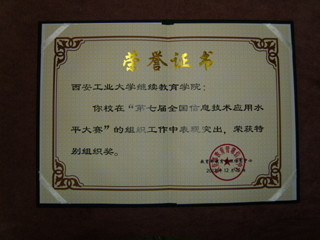 荣誉证书
西安工业大学继续教育学院：
你校在“第七届全国信息技术应用水
平大赛”的组织工作中表现突出，荣获特
别组织奖。